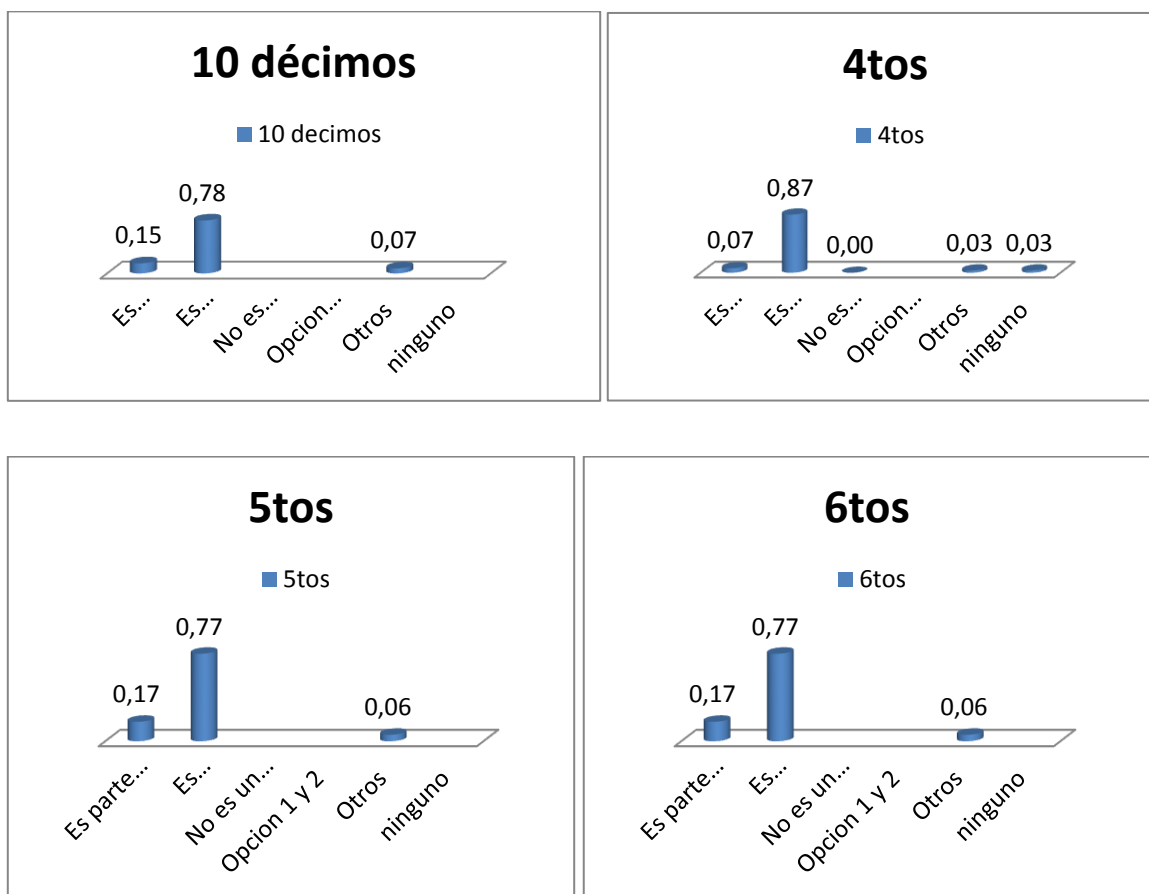 10 décimos
10 decimos
0,15
0,78
0,07
Es...
Es...
No es...
Opcion...
Otros
ninguno
4tos
4tos
0,07
0,87
0,00
0,03
0,03
Es...
Es...
No es...
Opcion...
Otros
ninguno
5tos
5tos
0,17
0,77
0,06
Es parte...
Es...
No es un...
Opcion 1 y 2
Otros
ninguno
6tos
6tos
0,17
0,77
0,06
Es parte...
Es...
No es un...
Opcion 1 y 2
Otros
ninguno